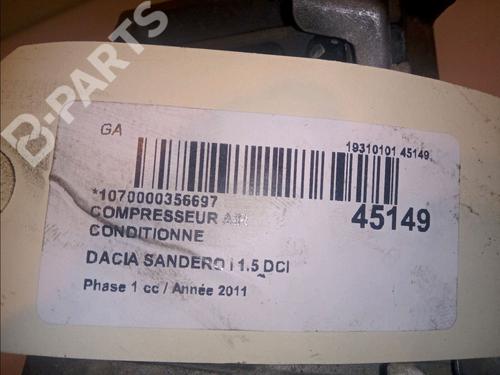 B-PARTS
GA
19310101 45149
*1070000356697
45149
COMPRESSEUR AIR
CONDITIONNE
DACIA SANDERO I 1.5 DCI
Phase 1 cc / Année 2011